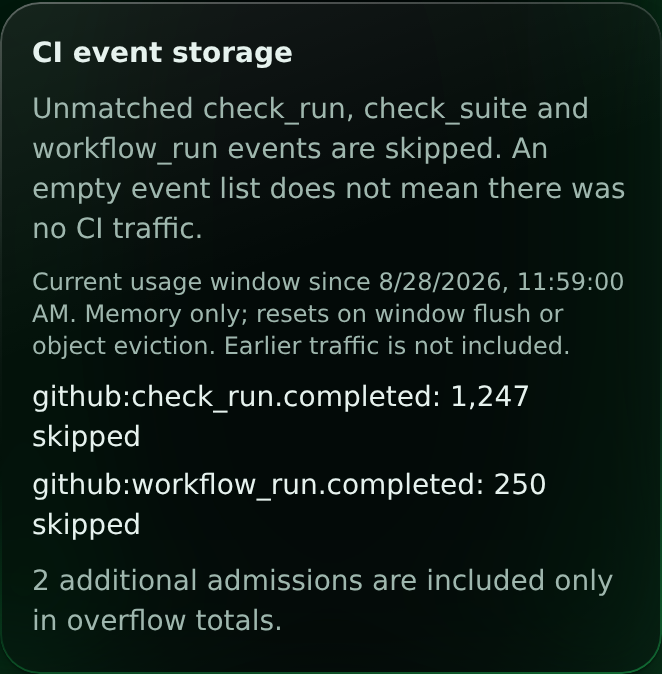 CI event storage
Unmatched check_run, check_suite and
workflow_run events are skipped. An
empty event list does not mean there was
no CI traffic.
Current usage window since 8/28/2026, 11:59:00
AM. Memory only; resets on window flush or
object eviction. Earlier traffic is not included.
github:check_run.completed: 1,247
skipped
github:workflow_run.completed: 250
skipped
2 additional admissions are included only
in overflow totals.